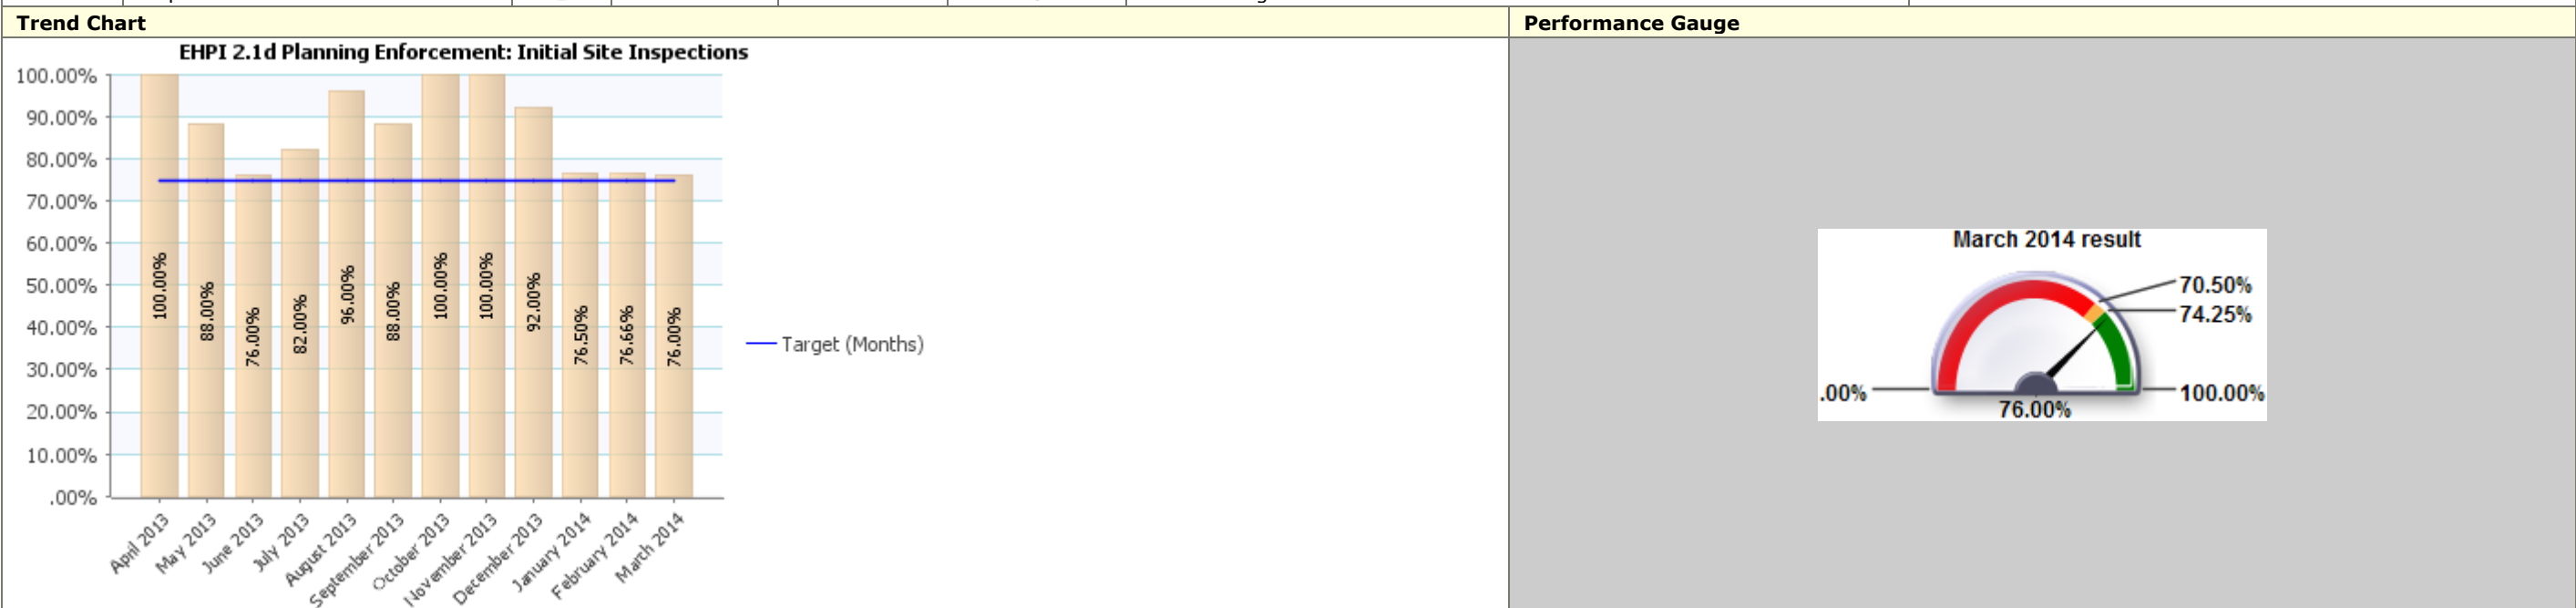 Trend Chart
Performance Gauge
EHPI 2.1d Planning Enforcement: Initial Site Inspections
100.00%
90.00%
80.00%
70.00%
60.00%
50.00%
40.00%
30.00%
20.00%
10.00%
.00%
100.00%
88.00%
76.00%
82.00%
96.00%
88.00%
100.00%
100.00%
92.00%
76.50%
76.66%
76.00%
April 2013
May 2013
June 2013
July 2013
August 2013
September 2013
October 2013
November 2013
December 2013
January 2014
February 2014
March 2014
Target (Months)
March 2014 result
70.50%
74.25%
.00%
100.00%
76.00%